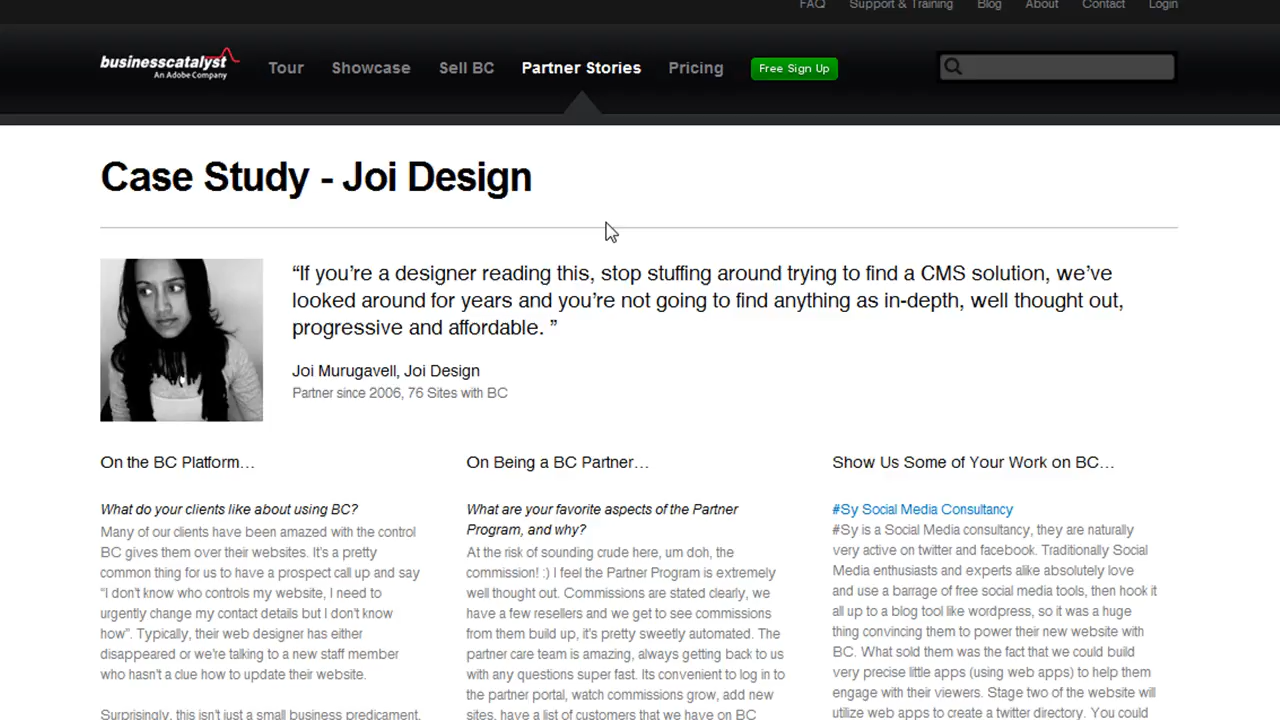 FAQ Support & Training Blog About Contact Login
businesscatalyst
An Adobe Company
Tour Showcase Sell BC Partner Stories Pricing Free Sign Up
Case Study - Joi Design
“If you’re a designer reading this, stop stuffing around trying to find a CMS solution, we’ve
looked around for years and you’re not going to find anything as in-depth, well thought out,
progressive and affordable. ”
Joi Murugavell, Joi Design
Partner since 2006, 76 Sites with BC
On the BC Platform…
What do your clients like about using BC?
Many of our clients have been amazed with the control
BC gives them over their websites. It’s a pretty
common thing for us to have a prospect call up and say
“I don’t know who controls my website, I need to
urgently change my contact details but I don’t know
how”. Typically, their web designer has either
disappeared or we’re talking to a new staff member
who hasn’t a clue how to update their website.
Surprisingly, this isn’t just a small business predicament,
On Being a BC Partner…
What are your favorite aspects of the Partner
Program, and why?
At the risk of sounding crude here, um doh, the
commission! :) I feel the Partner Program is extremely
well thought out. Commissions are stated clearly, we
have a few resellers and we get to see commissions
from them build up, it’s pretty sweetly automated. The
partner care team is amazing, always getting back to us
with any questions super fast. Its convenient to log in to
the partner portal, watch commissions grow, add new
sites, have a list of customers that we have on BC
Show Us Some of Your Work on BC…
#Sy Social Media Consultancy
#Sy is a Social Media consultancy, they are naturally
very active on twitter and facebook. Traditionally Social
Media enthusiasts and experts alike absolutely love
and use a barrage of free social media tools, then hook it
all up to a blog tool like wordpress, so it was a huge
thing convincing them to power their new website with
BC. What sold them was the fact that we could build
very precise little apps (using web apps) to help them
engage with their viewers. Stage two of the website will
utilize web apps to create a twitter directory. You could